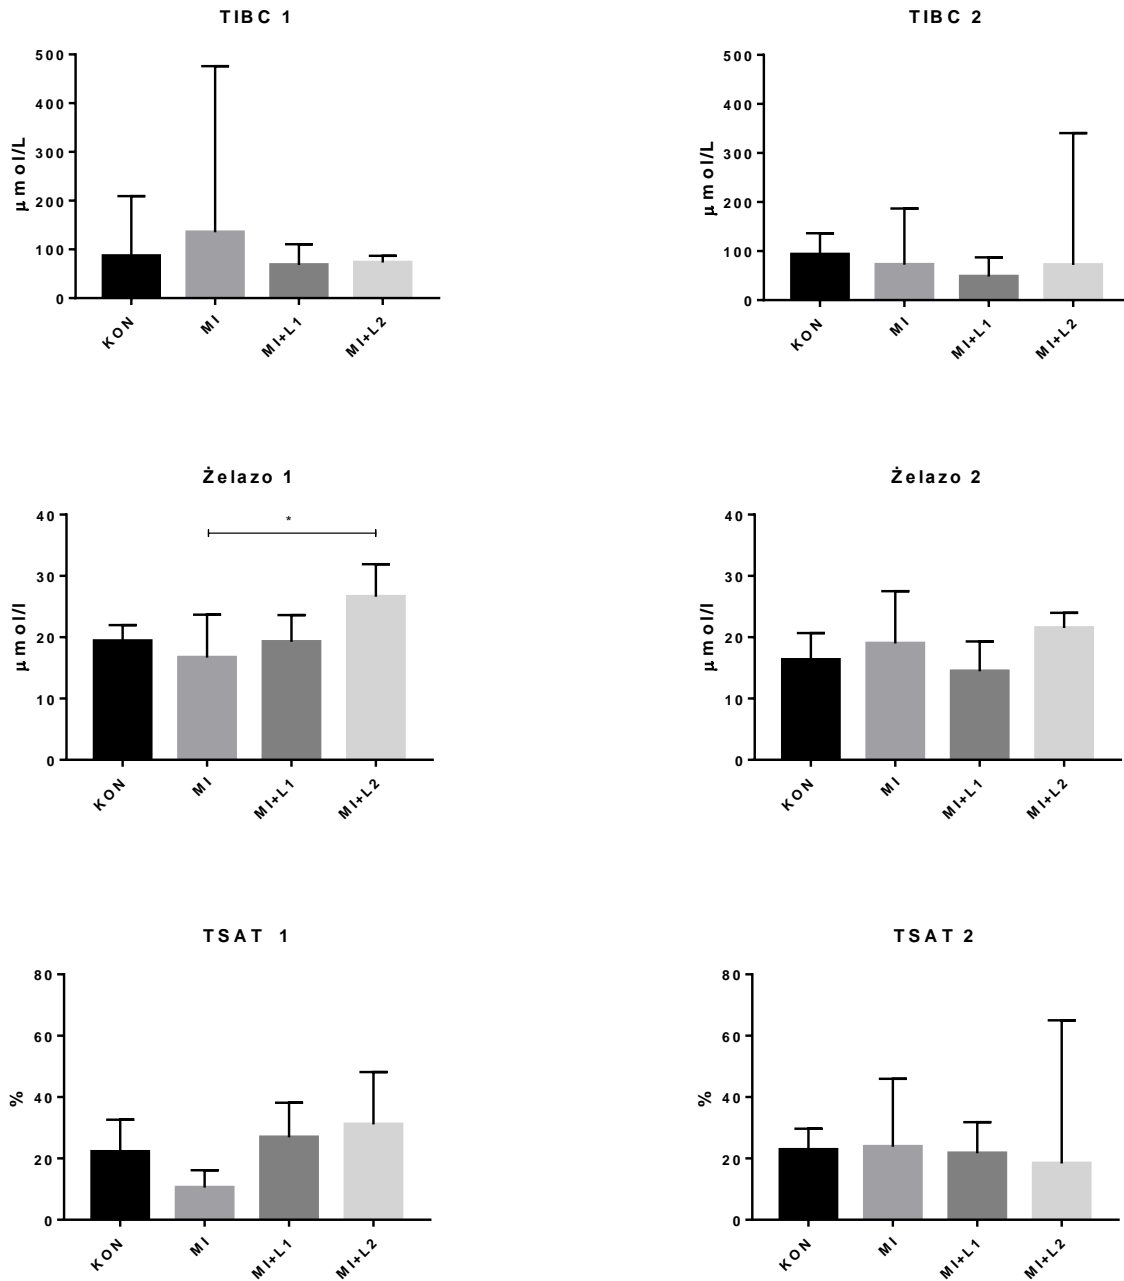 TIBC 1
500
400
300
200
100
0
µmol/L
KON
MI
MI+L1
MI+L2
TIBC 2
500
400
300
200
100
0
µmol/L
KON
MI
MI+L1
MI+L2
Żelazo 1
40
30
20
10
0
µmol/l
*
KON
MI
MI+L1
MI+L2
Żelazo 2
40
30
20
10
0
µmol/l
KON
MI
MI+L1
MI+L2
TSAT 1
80
60
40
20
0
%
KON
MI
MI+L1
MI+L2
TSAT 2
80
60
40
20
0
%
KON
MI
MI+L1
MI+L2